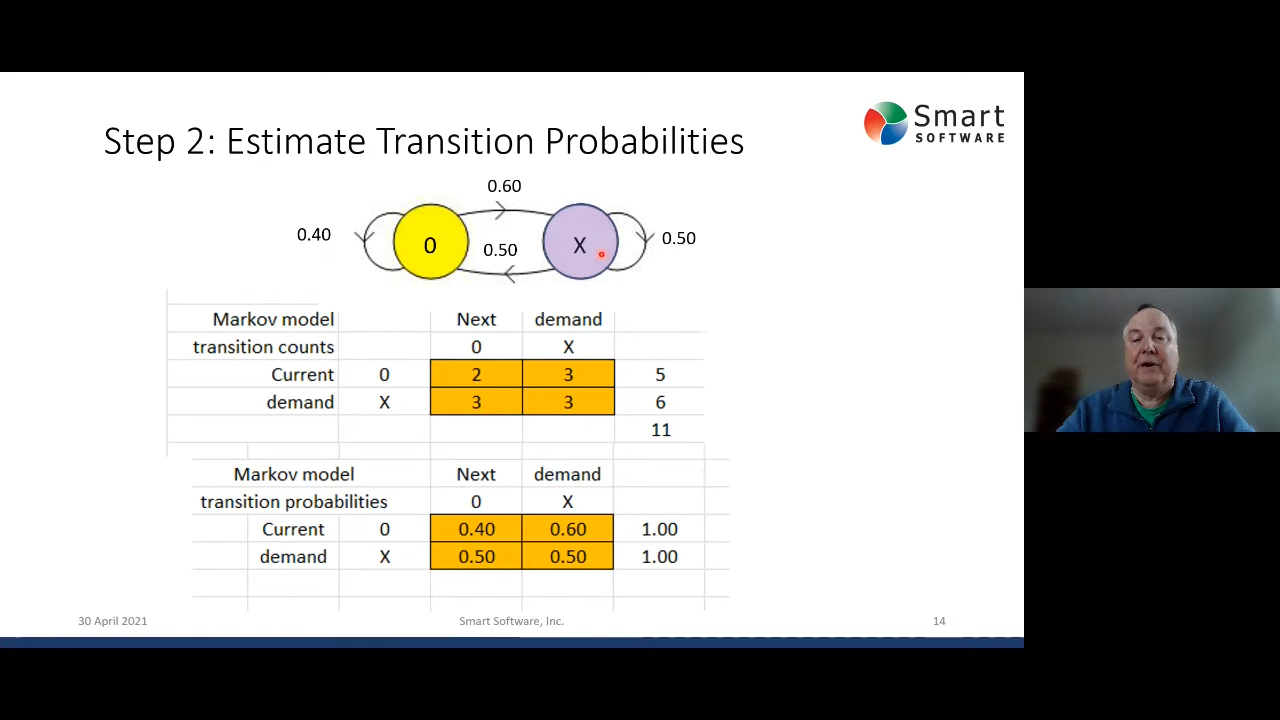 Smart
SOFTWARE
Step 2: Estimate Transition Probabilities
0.60
0.40
0
0.50
X
0.50
Markov model Next demand
transition counts 0 X
Current 0 2 3 5
demand X 3 3 6
11
Markov model Next demand
transition probabilities 0 X
Current 0 0.40 0.60 1.00
demand X 0.50 0.50 1.00
30 April 2021 Smart Software, Inc. 14